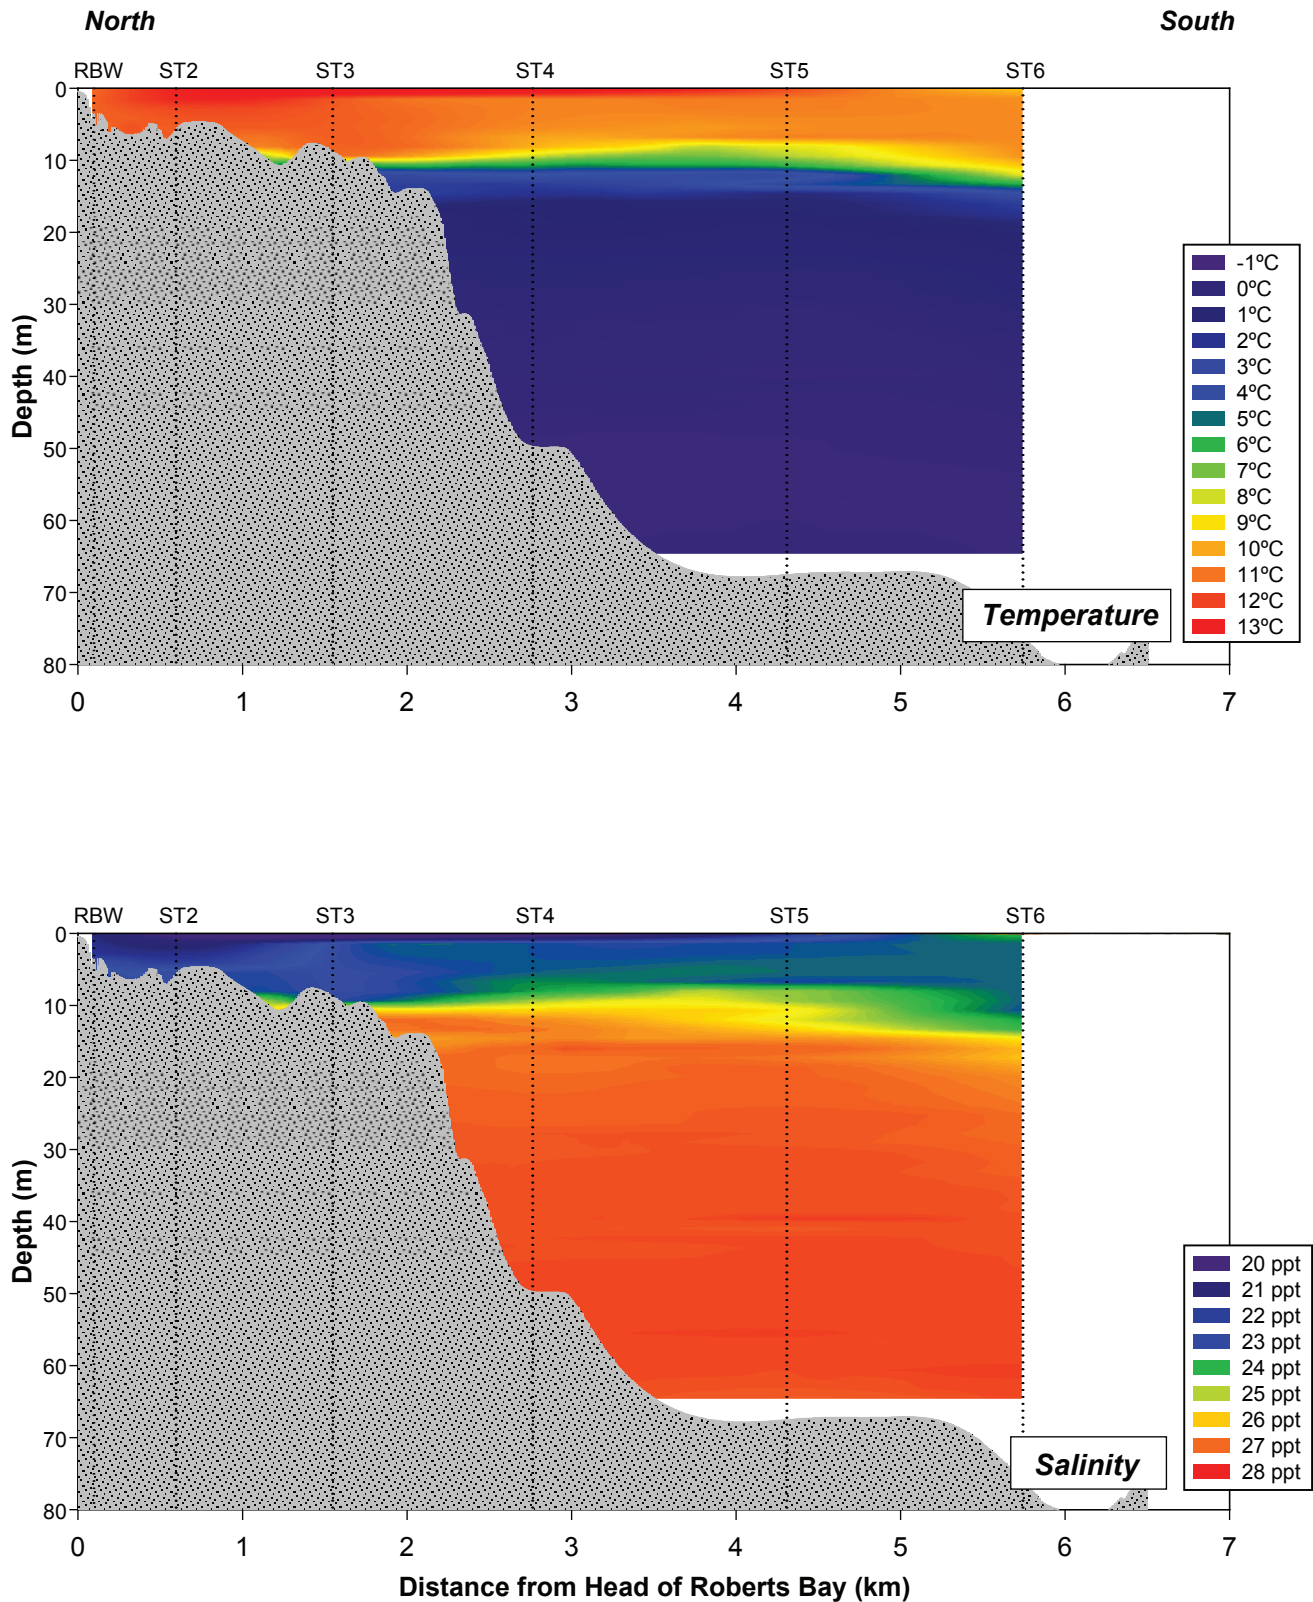 North South
RBW ST2 ST3 ST4 ST5 ST6
0
10
20
30
40
50
60
70
80
Depth (m)
-1ºC
0ºC
1ºC
2ºC
3ºC
4ºC
5ºC
6ºC
7ºC
8ºC
9ºC
10ºC
11ºC
12ºC
13ºC
Temperature
0 1 2 3 4 5 6 7
RBW ST2 ST3 ST4 ST5 ST6
0
10
20
30
40
50
60
70
80
Depth (m)
20 ppt
21 ppt
22 ppt
23 ppt
24 ppt
25 ppt
26 ppt
27 ppt
28 ppt
Salinity
0 1 2 3 4 5 6 7
Distance from Head of Roberts Bay (km)